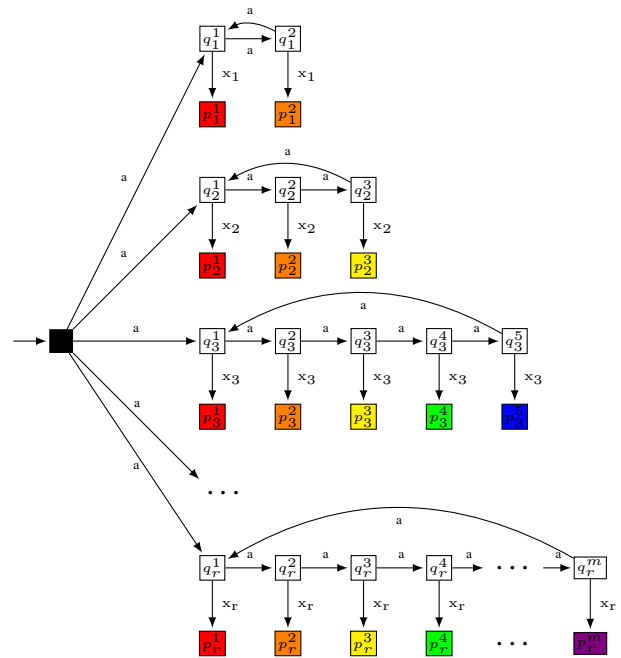 a
q_1^1 q_1^2
a a
x_1 x_1
p_1^1 p_1^2
a
a a a
q_2^1 q_2^2 q_2^3
x_2 x_2 x_2
p_2^1 p_2^2 p_2^3
a
a
a a a a a
q_3^1 q_3^2 q_3^3 q_3^4 q_3^5
x_3 x_3 x_3 x_3 x_3
p_3^1 p_3^2 p_3^3 p_3^4 p_3^5
a
a
...
a
a a a a a
q_r^1 q_r^2 q_r^3 q_r^4 ... q_r^m
x_r x_r x_r x_r x_r
p_r^1 p_r^2 p_r^3 p_r^4 ... p_r^m